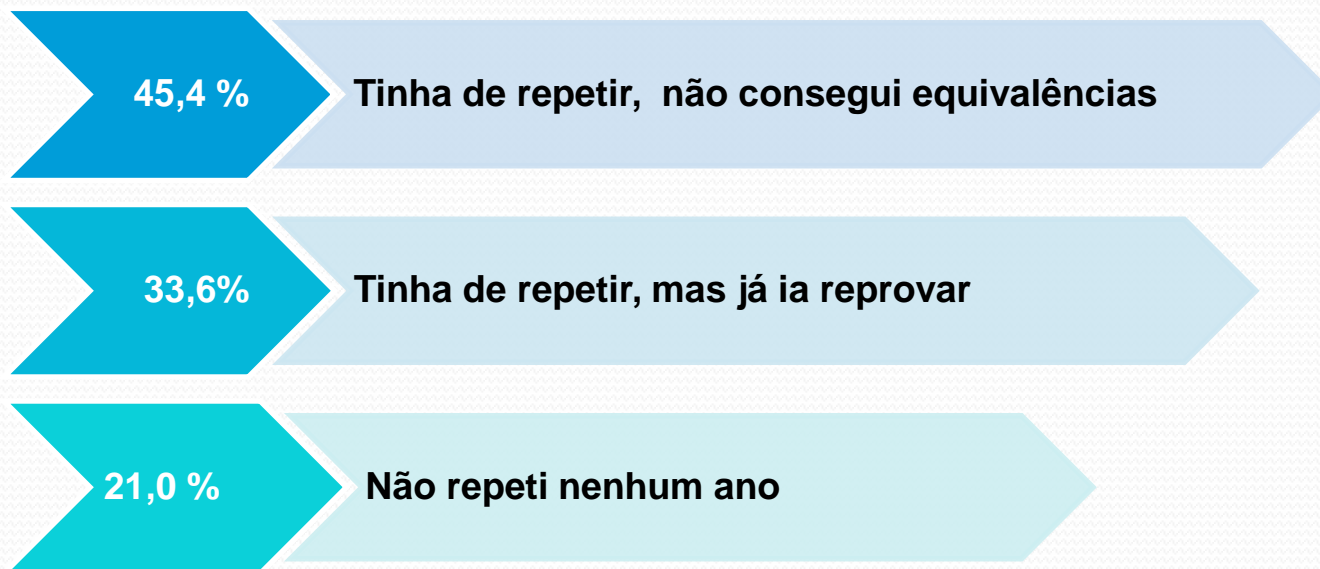 45,4 % Tinha de repetir, não consegui equivalências
33,6% Tinha de repetir, mas já ia reprovar
21,0 % Não repeti nenhum ano